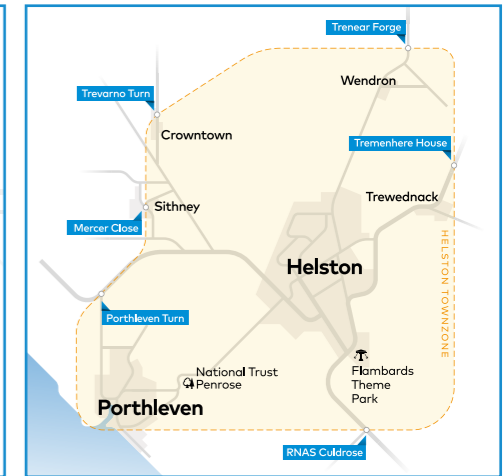 Trenear Forge
Wendron
Trevarno Turn
Crowntown
Tremenhere House
Trewednack
Sithney
Mercer Close
HELSTON TOWNZONE
Helston
Porthleven Turn
National Trust
Penrose
Flambards
Theme
Park
Porthleven
RNAS Culdrose